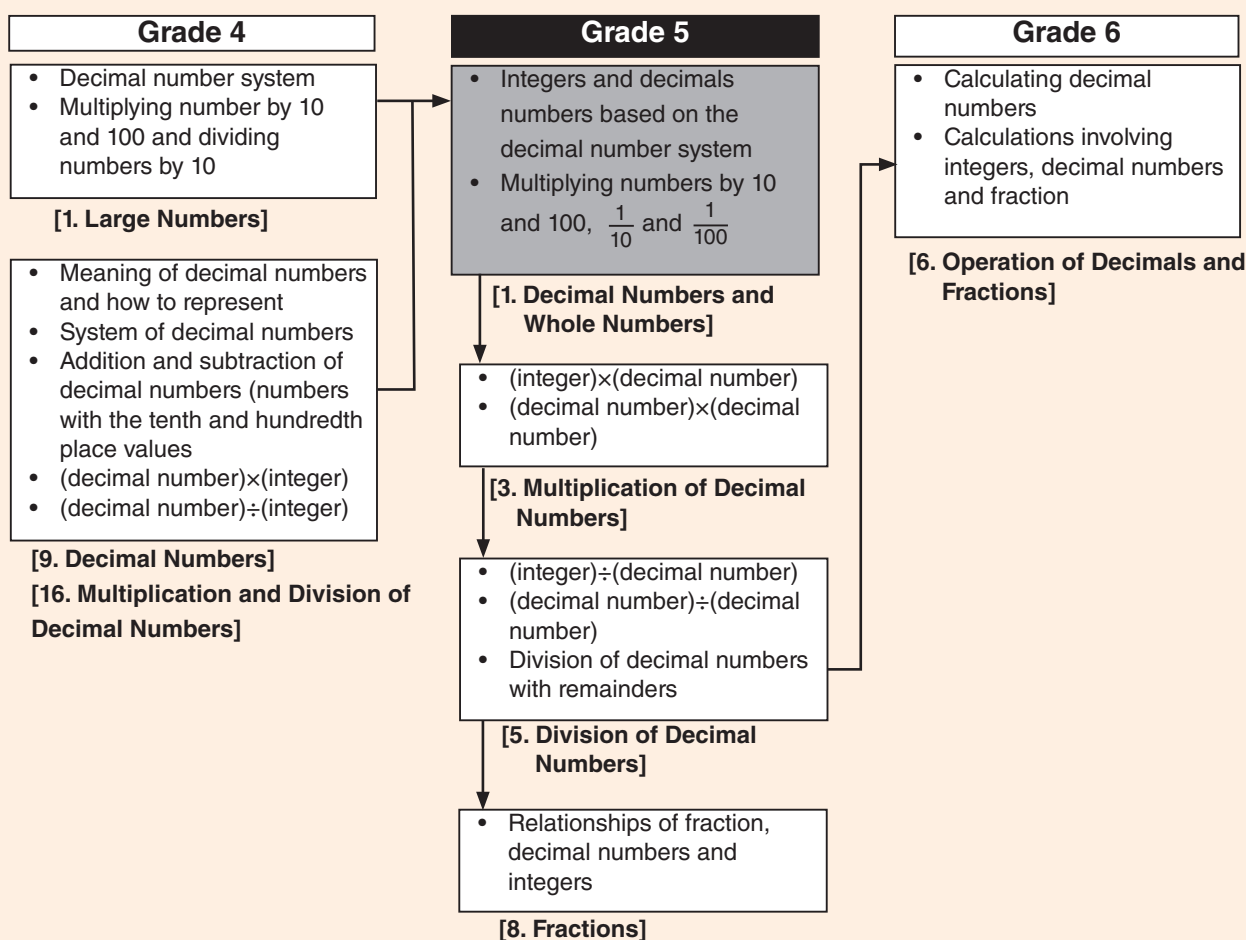 Grade 4
• Decimal number system
• Multiplying number by 10
and 100 and dividing
numbers by 10
[1. Large Numbers]
• Meaning of decimal numbers
and how to represent
• System of decimal numbers
• Addition and subtraction of
decimal numbers (numbers
with the tenth and hundredth
place values
• (decimal number)×(integer)
• (decimal number)÷(integer)
[9. Decimal Numbers]
[16. Multiplication and Division of
Decimal Numbers]
Grade 5
• Integers and decimals
numbers based on the
decimal number system
• Multiplying numbers by 10
and 100, 1/10 and 1/100
[1. Decimal Numbers and
Whole Numbers]
• (integer)×(decimal number)
• (decimal number)×(decimal
number)
[3. Multiplication of Decimal
Numbers]
• (integer)÷(decimal number)
• (decimal number)÷(decimal
number)
• Division of decimal numbers
with remainders
[5. Division of Decimal
Numbers]
• Relationships of fraction,
decimal numbers and
integers
[8. Fractions]
Grade 6
• Calculating decimal
numbers
• Calculations involving
integers, decimal numbers
and fraction
[6. Operation of Decimals and
Fractions]